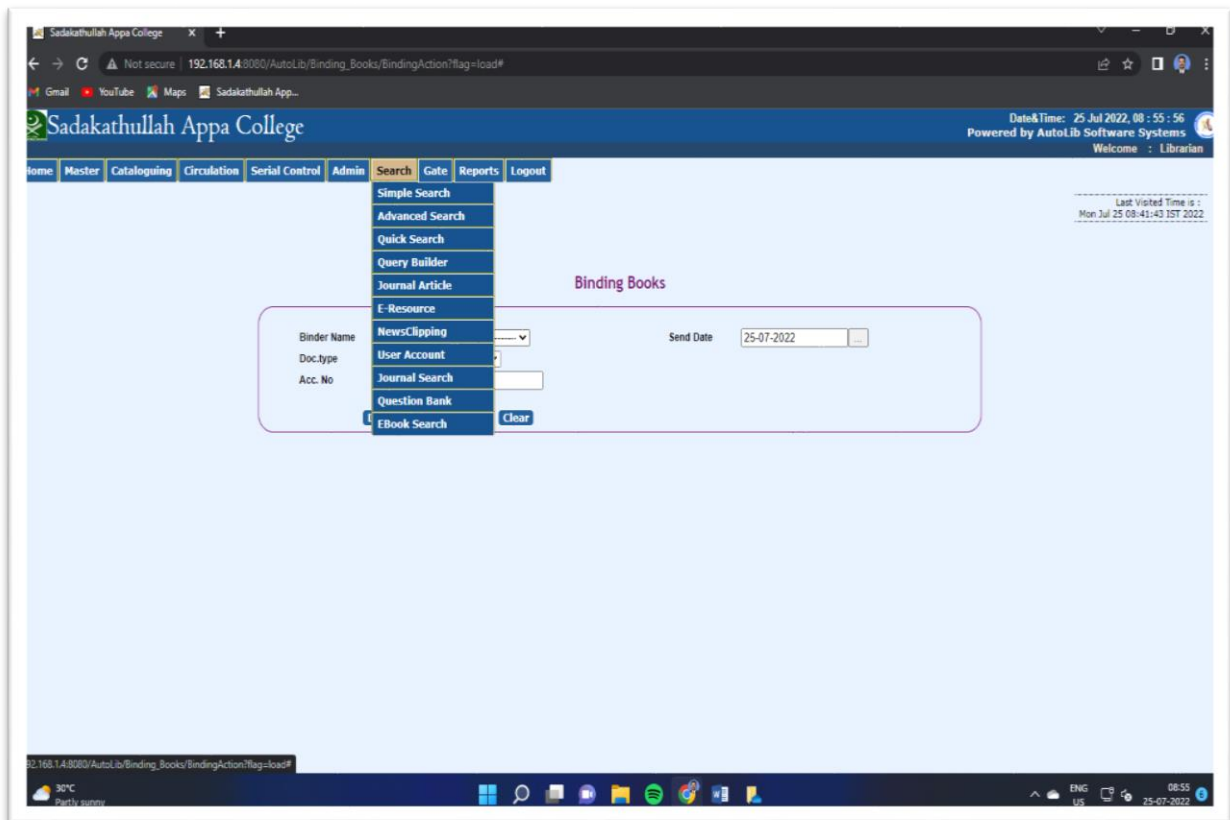 Sadakathullah Appa College X +
Not secure | 192.168.1.4:8080/AutoLib/Binding_Books/BindingAction?flag=load#
Gmail YouTube Maps Sadakathullah App...
Sadakathullah Appa College
Date&Time: 25 Jul 2022, 08 : 55 : 56
Powered by AutoLib Software Systems
Welcome : Librarian
Home Master Cataloguing Circulation Serial Control Admin Search Gate Reports Logout
Last Visited Time is :
Mon Jul 25 08:41:43 IST 2022
Simple Search
Advanced Search
Quick Search
Query Builder
Journal Article
E-Resource
NewsClipping
User Account
Journal Search
Question Bank
EBook Search
Binding Books
Binder Name
Send Date 25-07-2022 ...
Doc.type
Acc. No
Clear
92.168.1.4:8080/AutoLib/Binding_Books/BindingAction?flag=load#
30°C
Partly sunny
ENG
US
08:55
25-07-2022
6